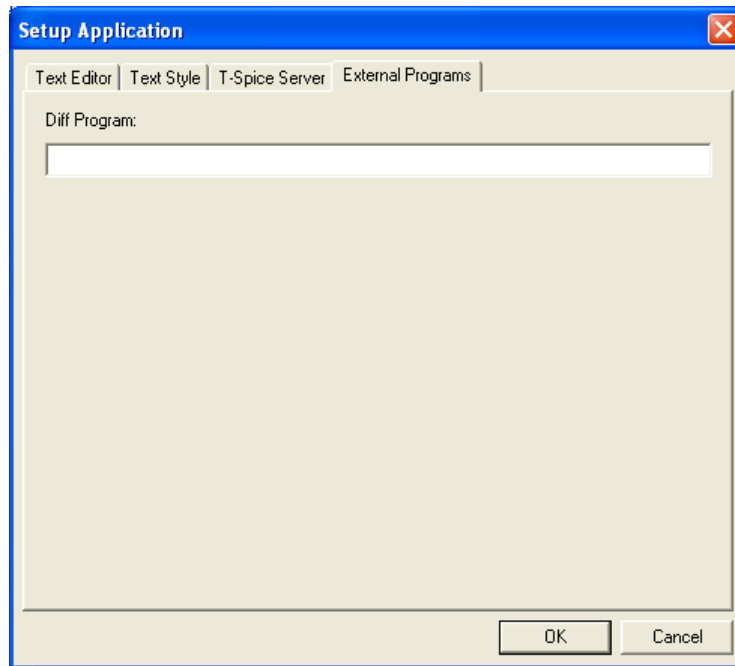 Setup Application
Text Editor Text Style T-Spice Server External Programs
Diff Program:
OK Cancel